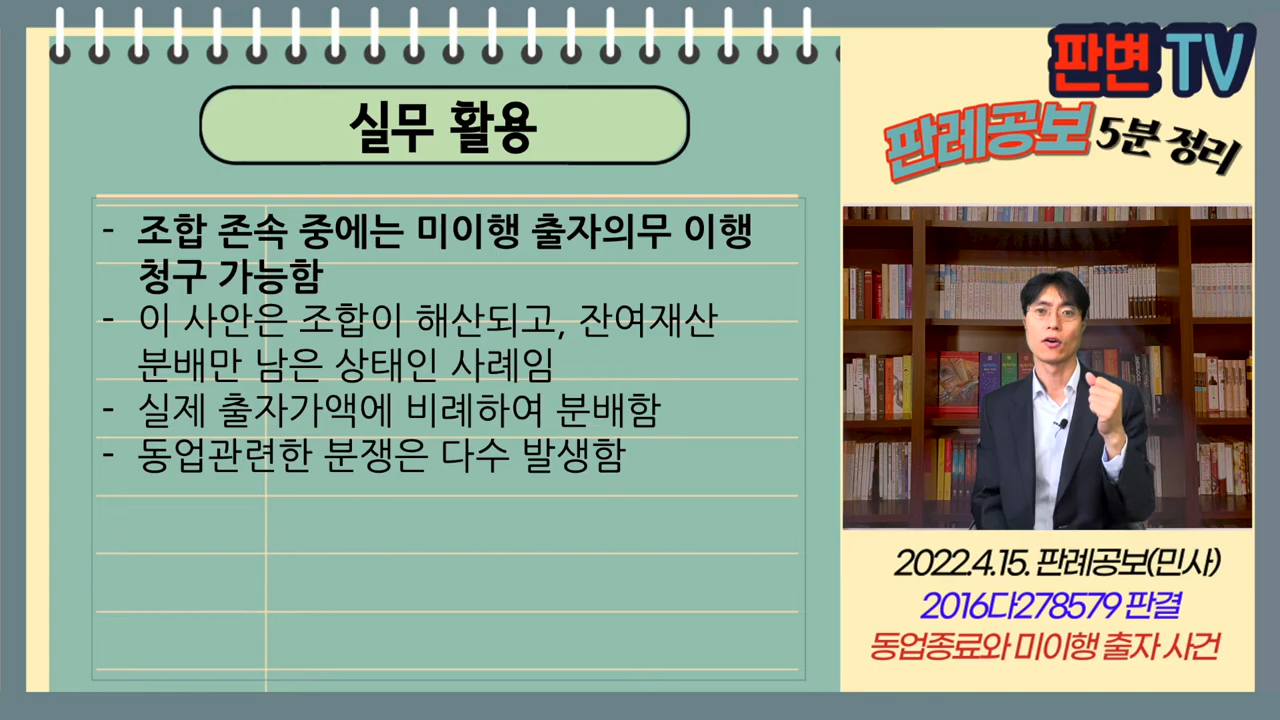 판변 TV
판례공보 5분 정리
실무 활용
- 조합 존속 중에는 미이행 출자의무 이행
청구 가능함
- 이 사안은 조합이 해산되고, 잔여재산
분배만 남은 상태인 사례임
- 실제 출자가액에 비례하여 분배함
- 동업관련한 분쟁은 다수 발생함
2022.4.15. 판례공보(민사)
2016다278579 판결
동업종료와 미이행 출자 사건